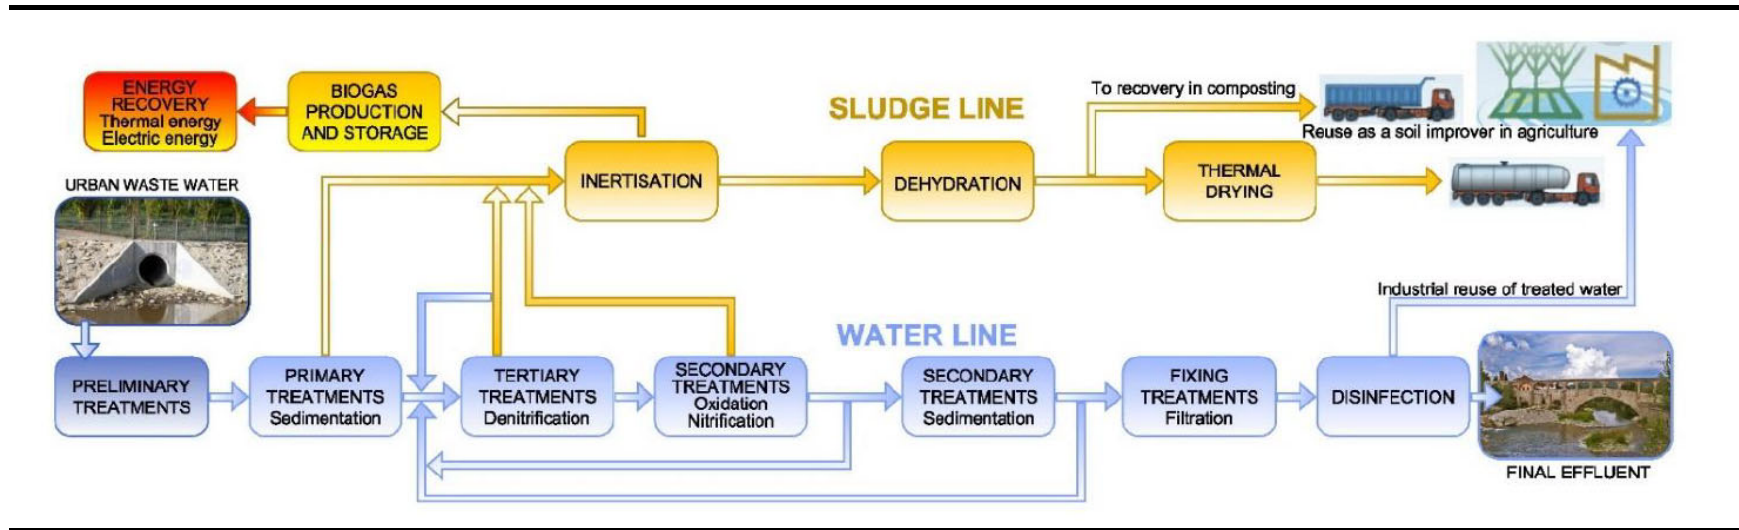 ENERGY
RECOVERY
Thermal energy
Electric energy
BIOGAS
PRODUCTION
AND STORAGE
SLUDGE LINE
To recovery in composting
Reuse as a soil improver in agriculture
INERTISATION
DEHYDRATION
THERMAL
DRYING
URBAN WASTE WATER
Industrial reuse of treated water
WATER LINE
PRELIMINARY
TREATMENTS
PRIMARY
TREATMENTS
Sedimentation
TERTIARY
TREATMENTS
Denitrification
SECONDARY
TREATMENTS
Oxidation
Nitrification
SECONDARY
TREATMENTS
Sedimentation
FIXING
TREATMENTS
Filtration
DISINFECTION
FINAL EFFLUENT